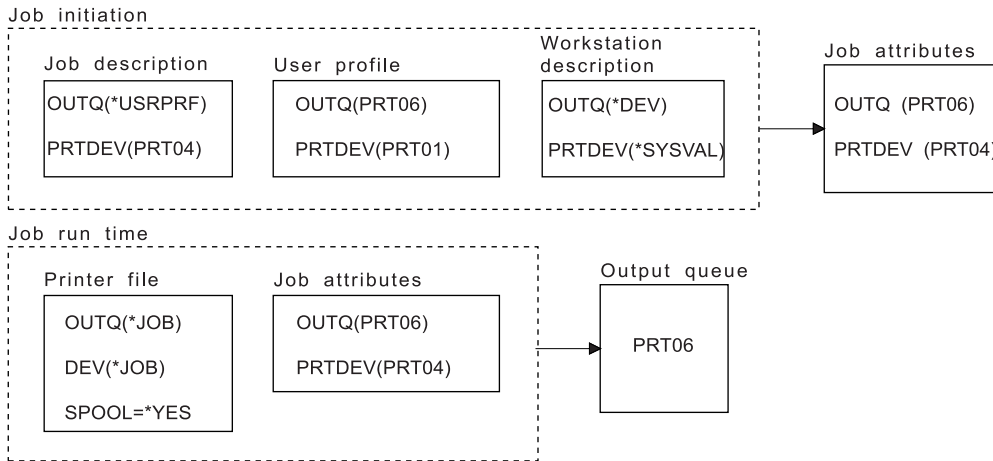 Job initiation
Job description
OUTQ(*USRPRF)
PRTDEV(PRT04)
User profile
OUTQ(PRT06)
PRTDEV(PRT01)
Workstation
description
OUTQ(*DEV)
PRTDEV(*SYSVAL)
Job attributes
OUTQ (PRT06)
PRTDEV (PRT04)
Job run time
Printer file
OUTQ(*JOB)
DEV(*JOB)
SPOOL=*YES
Job attributes
OUTQ(PRT06)
PRTDEV(PRT04)
Output queue
PRT06